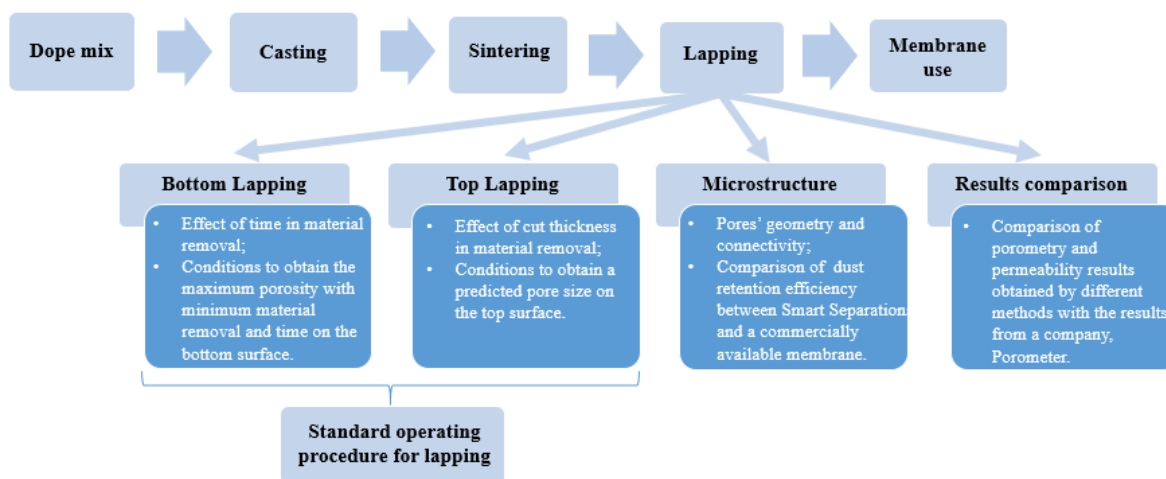 Dope mix
Casting
Sintering
Lapping
Membrane
use
Bottom Lapping
• Effect of time in material
removal;
• Conditions to obtain the
maximum porosity with
minimum material
removal and time on the
bottom surface.
Top Lapping
• Effect of cut thickness
in material removal;
• Conditions to obtain a
predicted pore size on
the top surface.
Microstructure
• Pores’ geometry and
connectivity;
• Comparison of dust
retention efficiency
between Smart Separations
and a commercially
available membrane.
Results comparison
• Comparison of
porometry and
permeability results
obtained by different
methods with the results
from a company,
Porometer.
Standard operating
procedure for lapping